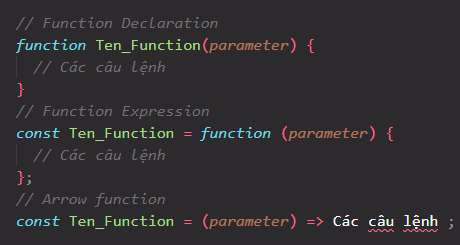 // Function Declaration
function Ten_Function(parameter) {
// Các câu lệnh
}
// Function Expression
const Ten_Function = function (parameter) {
// Các câu lệnh
};
// Arrow function
const Ten_Function = (parameter) => Các câu lệnh ;